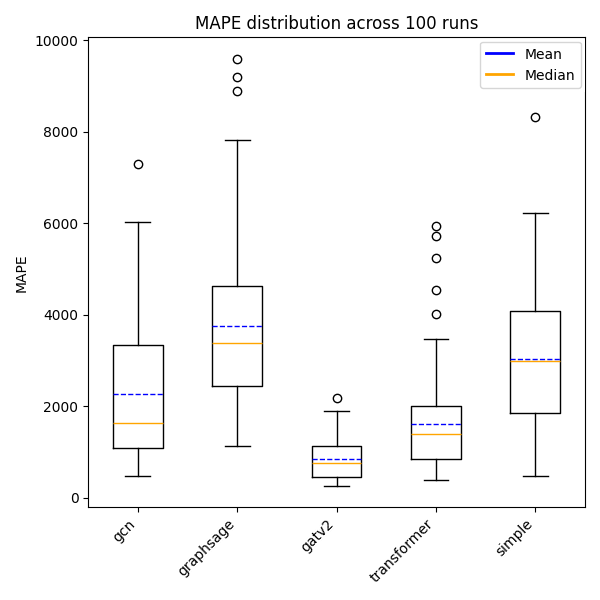 MAPE distribution across 100 runs
Mean
Median
10000
8000
6000
4000
2000
0
MAPE
gcn
graphsage
gatv2
transformer
simple